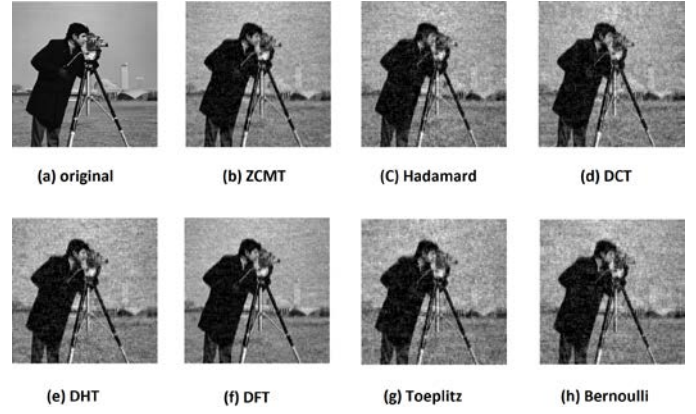 (a) original (b) ZCMT (C) Hadamard (d) DCT
(e) DHT (f) DFT (g) Toeplitz (h) Bernoulli